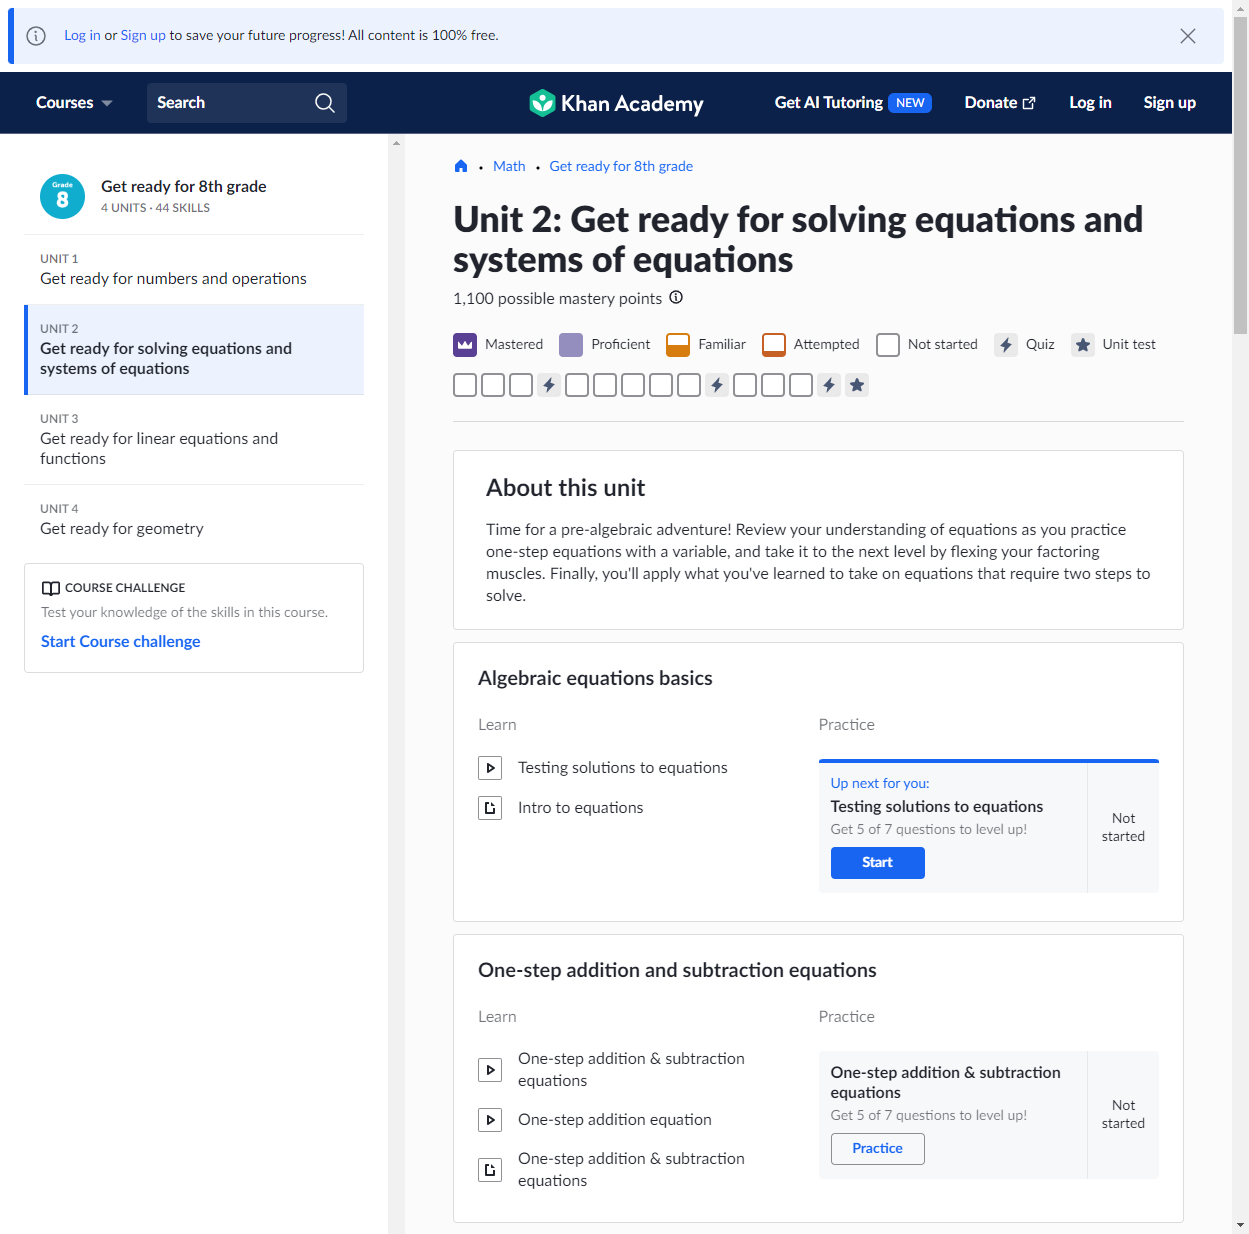 Log in or Sign up to save your future progress! All content is 100% free.
Courses
Search
Khan Academy
Get AI Tutoring NEW
Donate
Log in
Sign up
Grade
8
Get ready for 8th grade
4 UNITS · 44 SKILLS
UNIT 1
Get ready for numbers and operations
UNIT 2
Get ready for solving equations and
systems of equations
UNIT 3
Get ready for linear equations and
functions
UNIT 4
Get ready for geometry
COURSE CHALLENGE
Test your knowledge of the skills in this course.
Start Course challenge
Math • Get ready for 8th grade
Unit 2: Get ready for solving equations and
systems of equations
1,100 possible mastery points
Mastered
Proficient
Familiar
Attempted
Not started
Quiz
Unit test
About this unit
Time for a pre-algebraic adventure! Review your understanding of equations as you practice
one-step equations with a variable, and take it to the next level by flexing your factoring
muscles. Finally, you'll apply what you've learned to take on equations that require two steps to
solve.
Algebraic equations basics
Learn
Testing solutions to equations
Intro to equations
Practice
Up next for you:
Testing solutions to equations
Get 5 of 7 questions to level up!
Start
Not
started
One-step addition and subtraction equations
Learn
One-step addition & subtraction
equations
One-step addition equation
One-step addition & subtraction
equations
Practice
One-step addition & subtraction
equations
Get 5 of 7 questions to level up!
Practice
Not
started